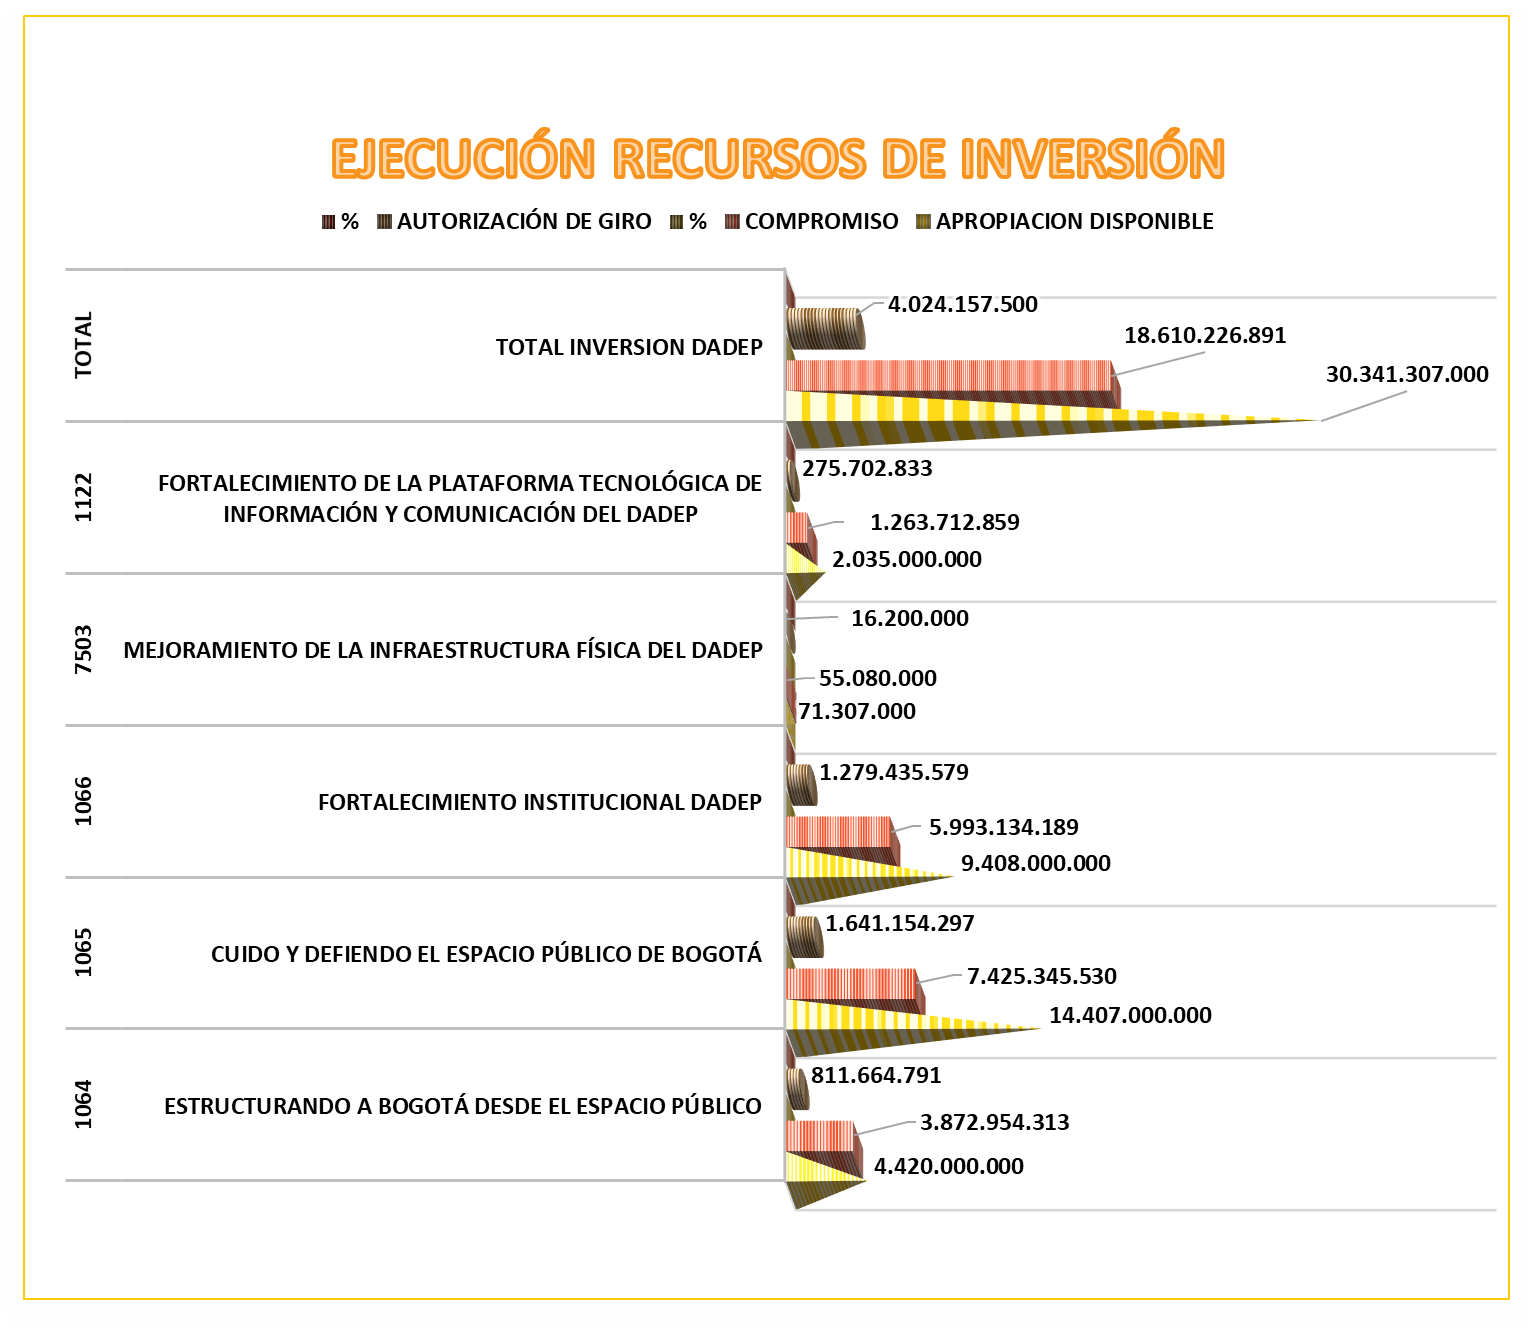 EJECUCIÓN RECURSOS DE INVERSIÓN
% AUTORIZACIÓN DE GIRO % COMPROMISO APROPIACION DISPONIBLE
TOTAL
TOTAL INVERSION DADEP
4.024.157.500
18.610.226.891
30.341.307.000
1122
FORTALECIMIENTO DE LA PLATAFORMA TECNOLÓGICA DE
INFORMACIÓN Y COMUNICACIÓN DEL DADEP
275.702.833
1.263.712.859
2.035.000.000
7503
MEJORAMIENTO DE LA INFRAESTRUCTURA FÍSICA DEL DADEP
16.200.000
55.080.000
71.307.000
1066
FORTALECIMIENTO INSTITUCIONAL DADEP
1.279.435.579
5.993.134.189
9.408.000.000
1065
CUIDO Y DEFIENDO EL ESPACIO PÚBLICO DE BOGOTÁ
1.641.154.297
7.425.345.530
14.407.000.000
1064
ESTRUCTURANDO A BOGOTÁ DESDE EL ESPACIO PÚBLICO
811.664.791
3.872.954.313
4.420.000.000